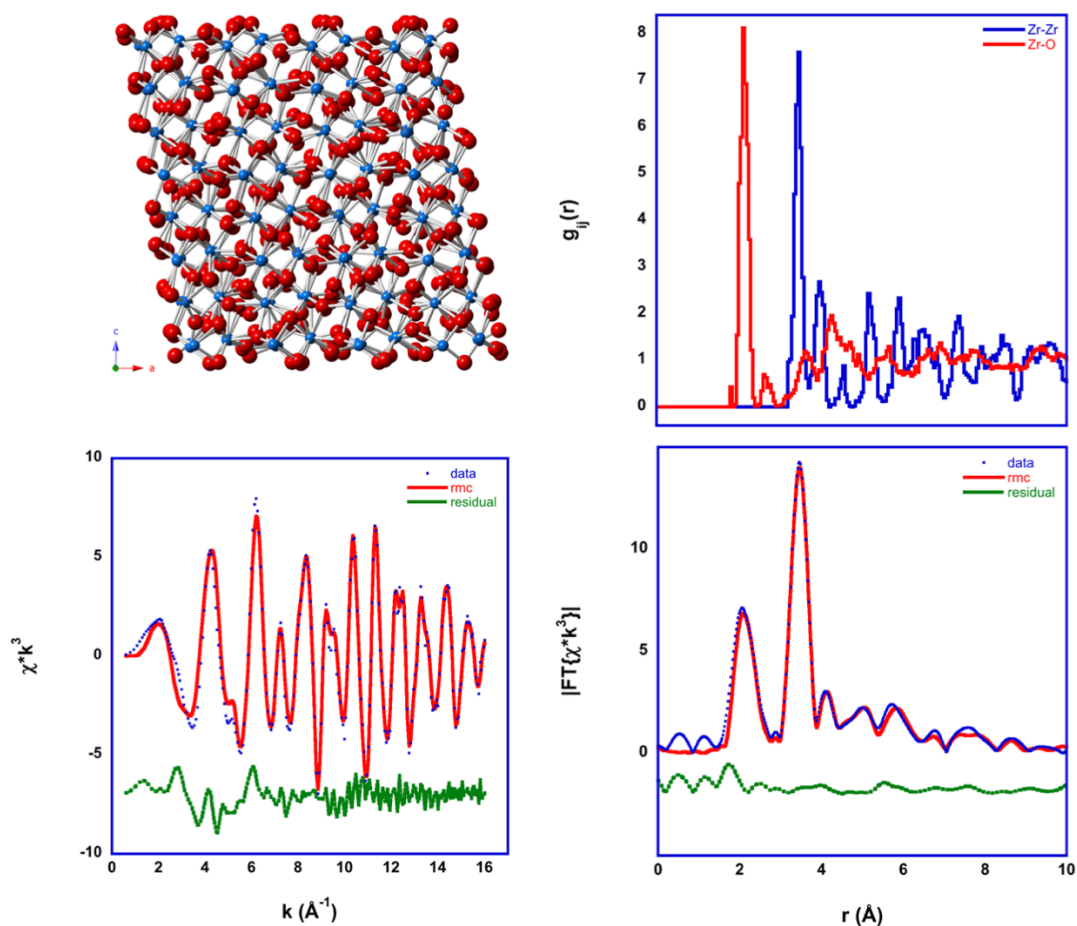 c
a
8
7
6
5
4
3
2
1
0
g_ij(r)
Zr-Zr
Zr-O
10
5
0
-5
-10
χ*k³
data
rmc
residual
0 2 4 6 8 10 12 14 16
k (Å⁻¹)
10
5
0
|FT{χ*k³}|
data
rmc
residual
0 2 4 6 8 10
r (Å)